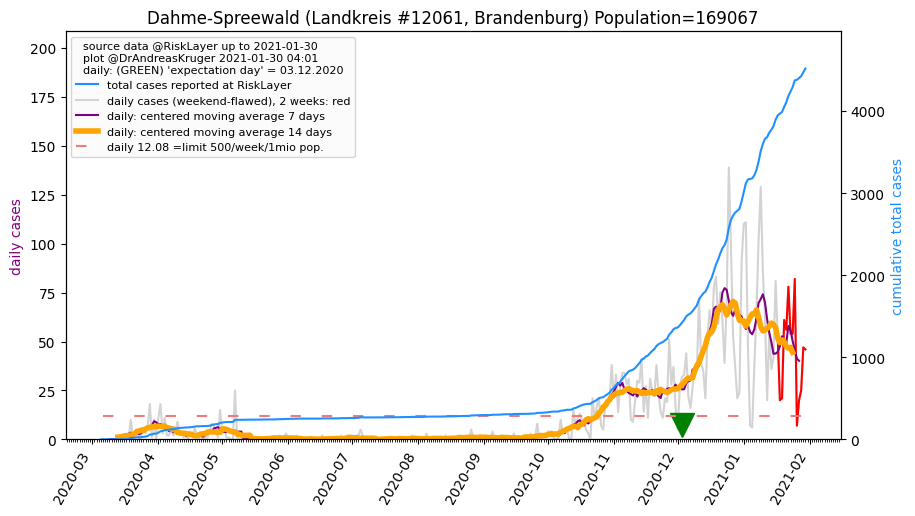 Dahme-Spreewald (Landkreis #12061, Brandenburg) Population=169067
source data @RiskLayer up to 2021-01-30
plot @DrAndreasKruger 2021-01-30 04:01
daily: (GREEN) 'expectation day' = 03.12.2020
total cases reported at RiskLayer
daily cases (weekend-flawed), 2 weeks: red
daily: centered moving average 7 days
daily: centered moving average 14 days
daily 12.08 =limit 500/week/1mio pop.
daily cases
200
175
150
125
100
75
50
25
0
cumulative total cases
4000
3000
2000
1000
0
2020-03
2020-04
2020-05
2020-06
2020-07
2020-08
2020-09
2020-10
2020-11
2020-12
2021-01
2021-02